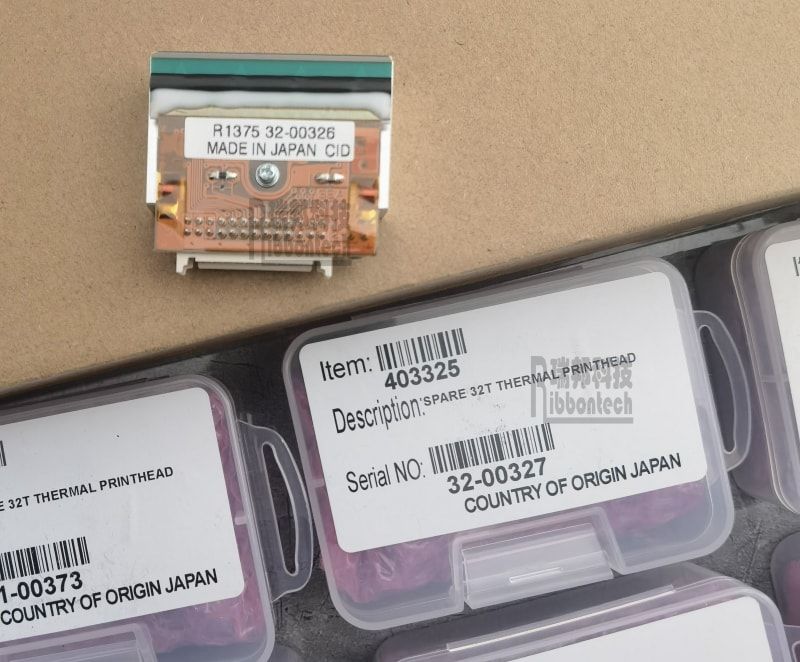 R1375 32-00326
MADE IN JAPAN CID
Ribbontech
Item:
403325
Description: SPARE 32T THERMAL PRINTHEAD
瑞邦科技
Ribbontech
Serial NO:
32-00327
COUNTRY OF ORIGIN JAPAN
E 32T THERMAL PRINTHEAD
1-00373
COUNTRY OF ORIGIN JAPAN